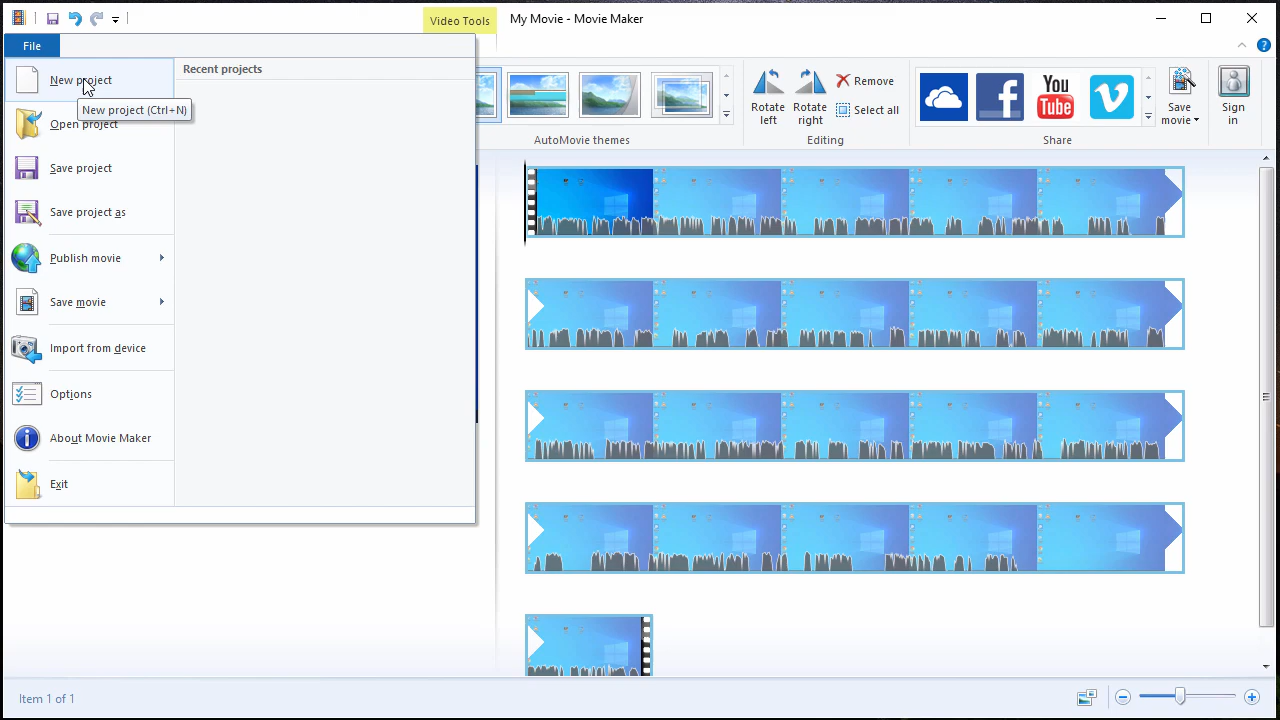 Video Tools
My Movie - Movie Maker
File
New project
New project (Ctrl+N)
Open project
Save project
Save project as
Publish movie
Save movie
Import from device
Options
About Movie Maker
Exit
Recent projects
AutoMovie themes
Rotate left
Rotate right
Remove
Select all
Editing
f
You
Tube
V
Share
Save movie
Sign in
Item 1 of 1